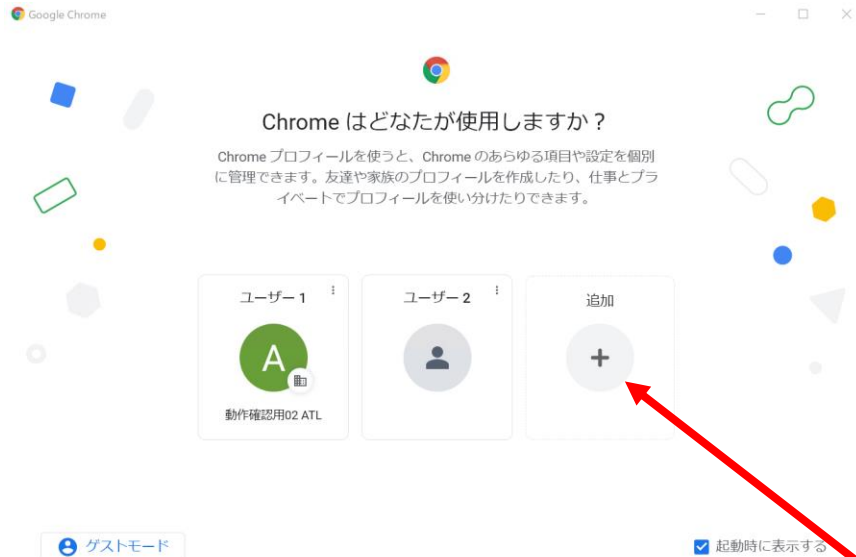 Google Chrome
Chrome はどなたが使用しますか？
Chrome プロフィールを使うと、Chrome のあらゆる項目や設定を個別
に管理できます。友達や家族のプロフィールを作成したり、仕事とプラ
イベートでプロフィールを使い分けたりできます。
ユーザー 1
ユーザー 2
追加
A
動作確認用02 ATL
ゲストモード
起動時に表示する